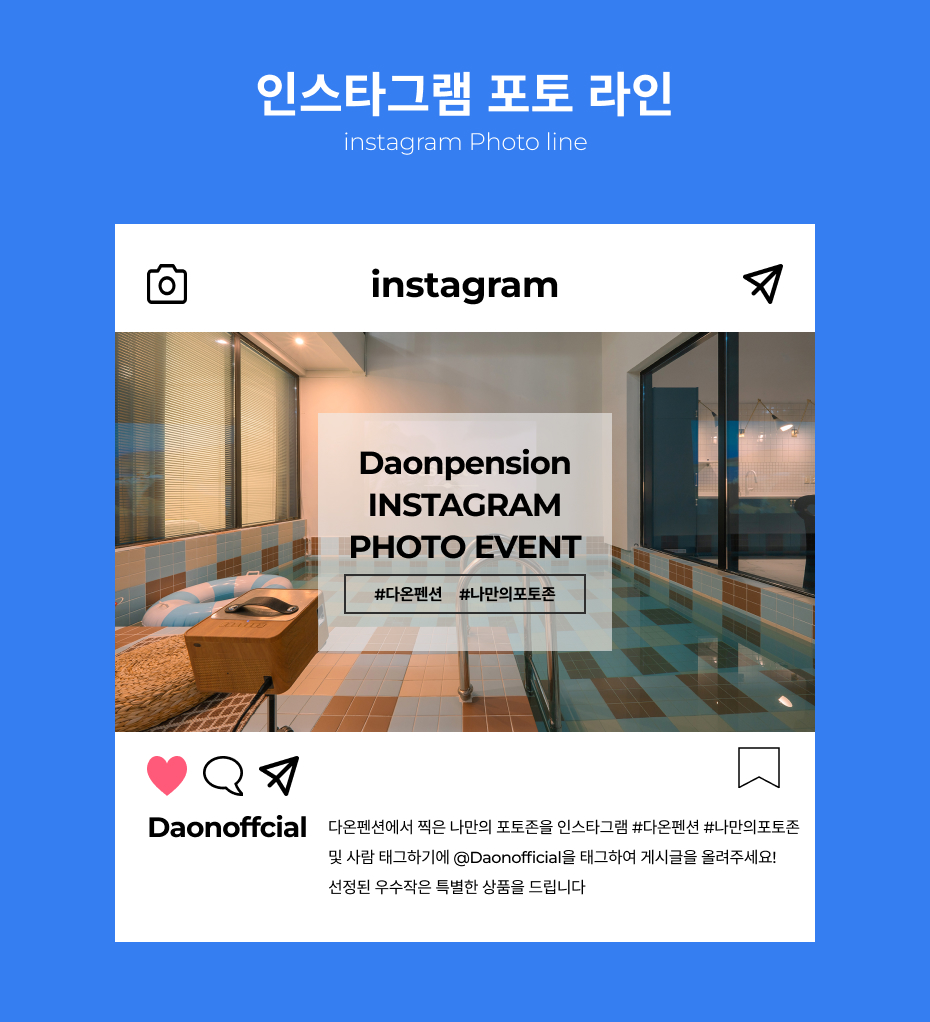 인스타그램 포토 라인
instagram Photo line
instagram
Daonpension
INSTAGRAM
PHOTO EVENT
#다온펜션 #나만의포토존
Daonoffcial
다온펜션에서 찍은 나만의 포토존을 인스타그램 #다온펜션 #나만의포토존
및 사람 태그하기에 @Daonofficial을 태그하여 게시글을 올려주세요!
선정된 우수작은 특별한 상품을 드립니다